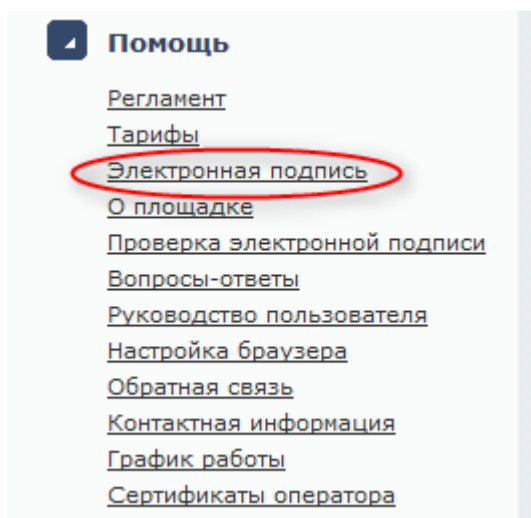 Помощь
Регламент
Тарифы
Электронная подпись
О площадке
Проверка электронной подписи
Вопросы-ответы
Руководство пользователя
Настройка браузера
Обратная связь
Контактная информация
График работы
Сертификаты оператора